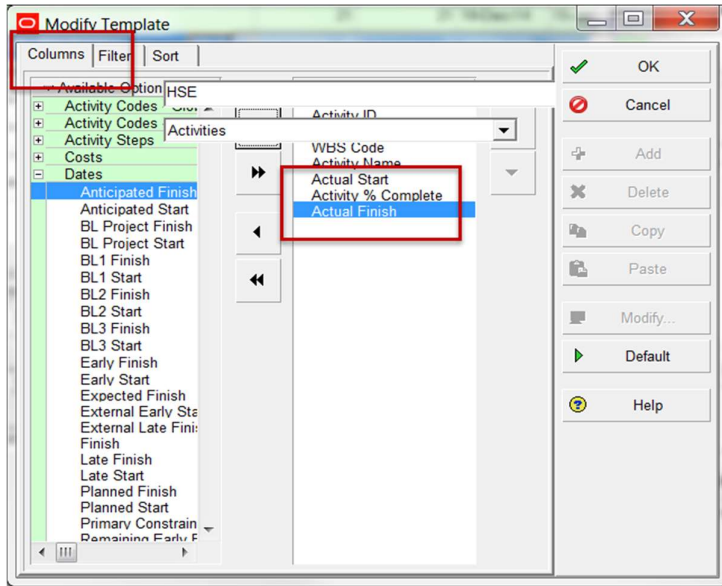 Modify Template
Columns
Filter
Sort
Available Option
HSE
Activity Codes
Activity Codes
Activities
Activity Steps
Costs
Dates
Anticipated Finish
Anticipated Start
BL Project Finish
BL Project Start
BL1 Finish
BL1 Start
BL2 Finish
BL2 Start
BL3 Finish
BL3 Start
Early Finish
Early Start
Expected Finish
External Early Sta
External Late Finis
Finish
Late Finish
Late Start
Planned Finish
Planned Start
Primary Constrain
Remaining Early F
Activity ID
WBS Code
Activity Name
Actual Start
Activity % Complete
Actual Finish
OK
Cancel
Add
Delete
Copy
Paste
Modify...
Default
Help